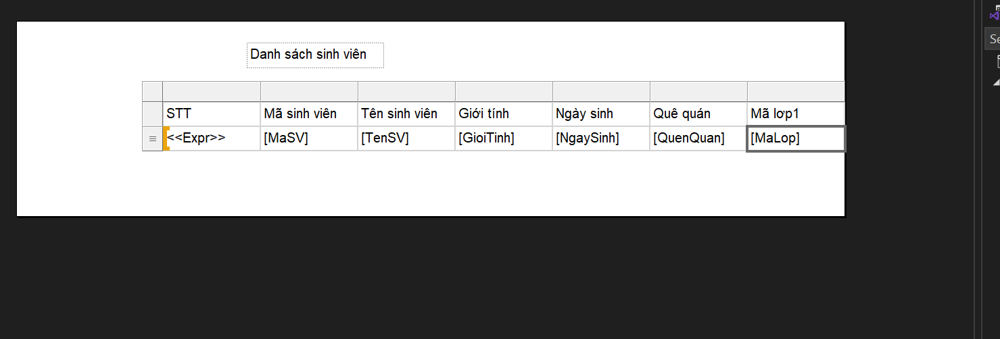 Danh sách sinh viên
Se
STT Mã sinh viên Tên sinh viên Giới tính Ngày sinh Quê quán Mã lơp1
<<Expr>> [MaSV] [TenSV] [GioiTinh] [NgaySinh] [QuenQuan] [MaLop]